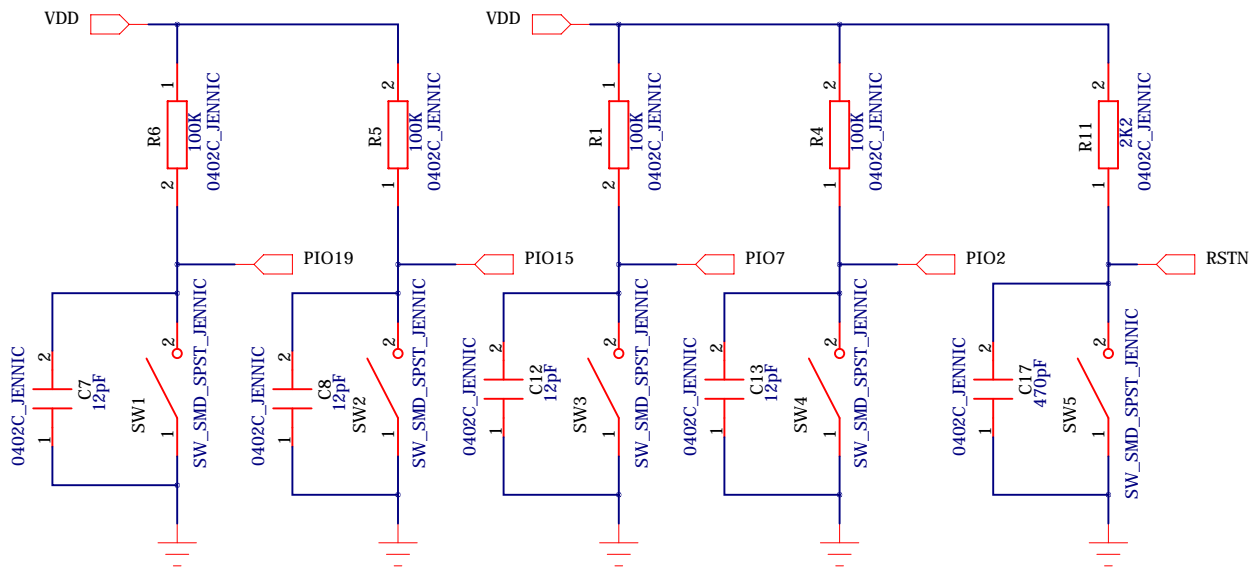 VDD
VDD
1
R6
100K
0402C_JENNIC
2
2
R5
100K
0402C_JENNIC
1
1
R1
100K
0402C_JENNIC
2
2
R4
100K
0402C_JENNIC
1
2
R11
2K2
0402C_JENNIC
1
PIO19
PIO15
PIO7
PIO2
RSTN
0402C_JENNIC
2
C7
12pF
1
SW1
2
1
SW_SMD_SPST_JENNIC
0402C_JENNIC
2
C8
12pF
1
SW2
2
1
SW_SMD_SPST_JENNIC
0402C_JENNIC
2
C12
12pF
1
SW3
2
1
SW_SMD_SPST_JENNIC
0402C_JENNIC
2
C13
12pF
1
SW4
2
1
SW_SMD_SPST_JENNIC
0402C_JENNIC
2
C17
470pF
1
SW5
2
1
SW_SMD_SPST_JENNIC